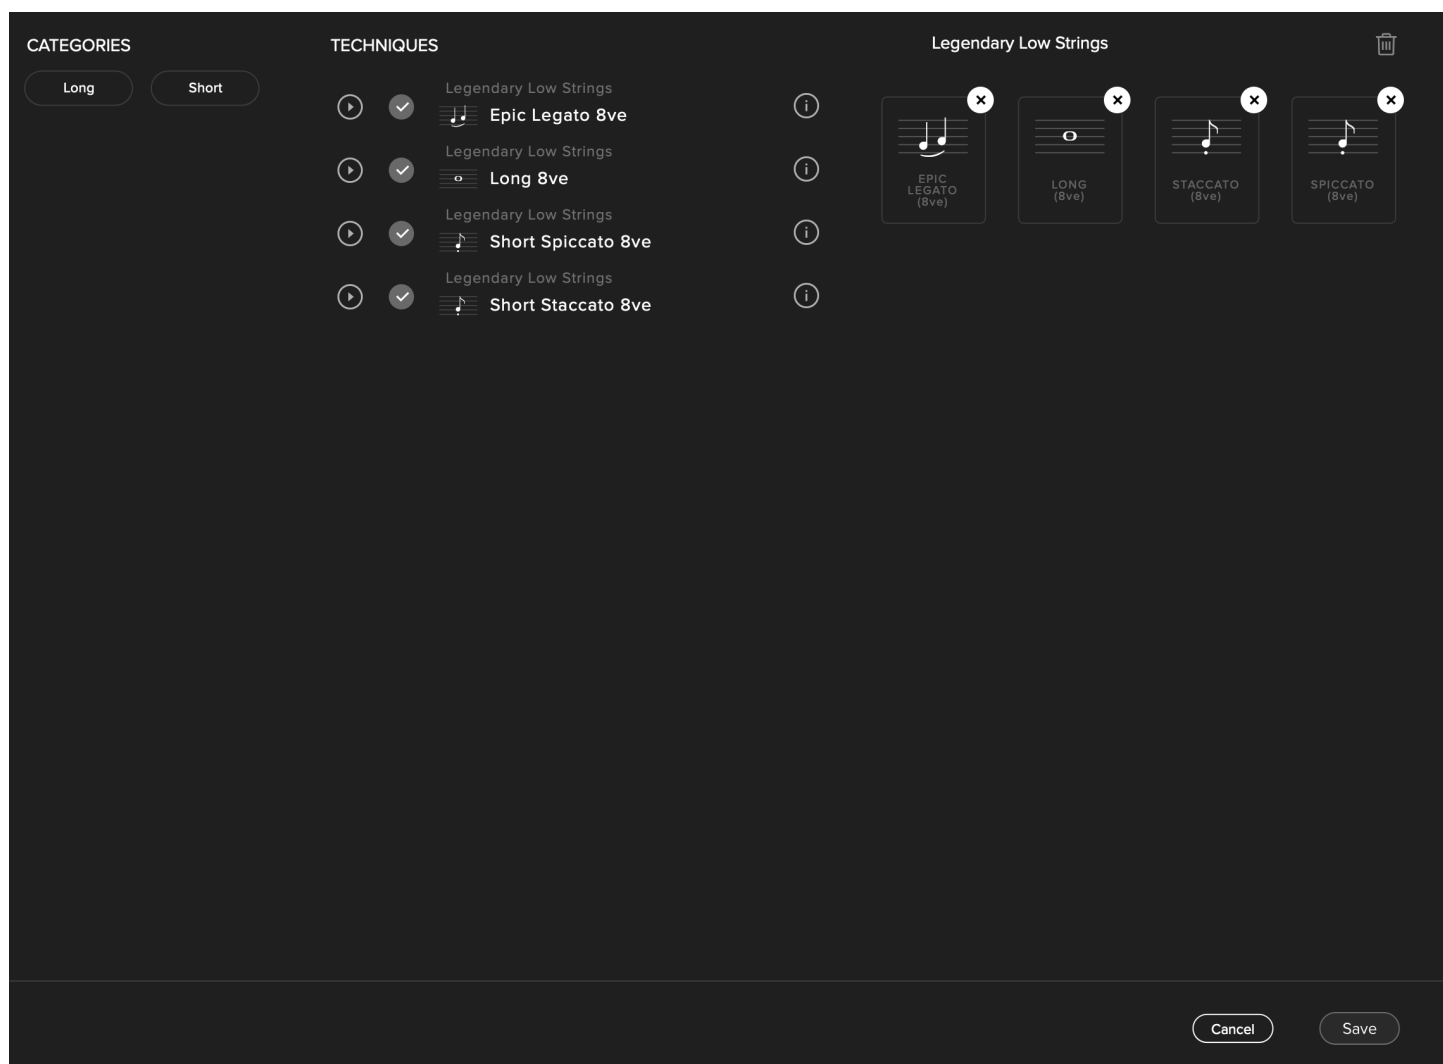 CATEGORIES
Long
Short
TECHNIQUES
Legendary Low Strings
Epic Legato 8ve
Legendary Low Strings
Long 8ve
Legendary Low Strings
Short Spiccato 8ve
Legendary Low Strings
Short Staccato 8ve
Legendary Low Strings
EPIC
LEGATO
(8ve)
LONG
(8ve)
STACCATO
(8ve)
SPICCATO
(8ve)
Cancel
Save